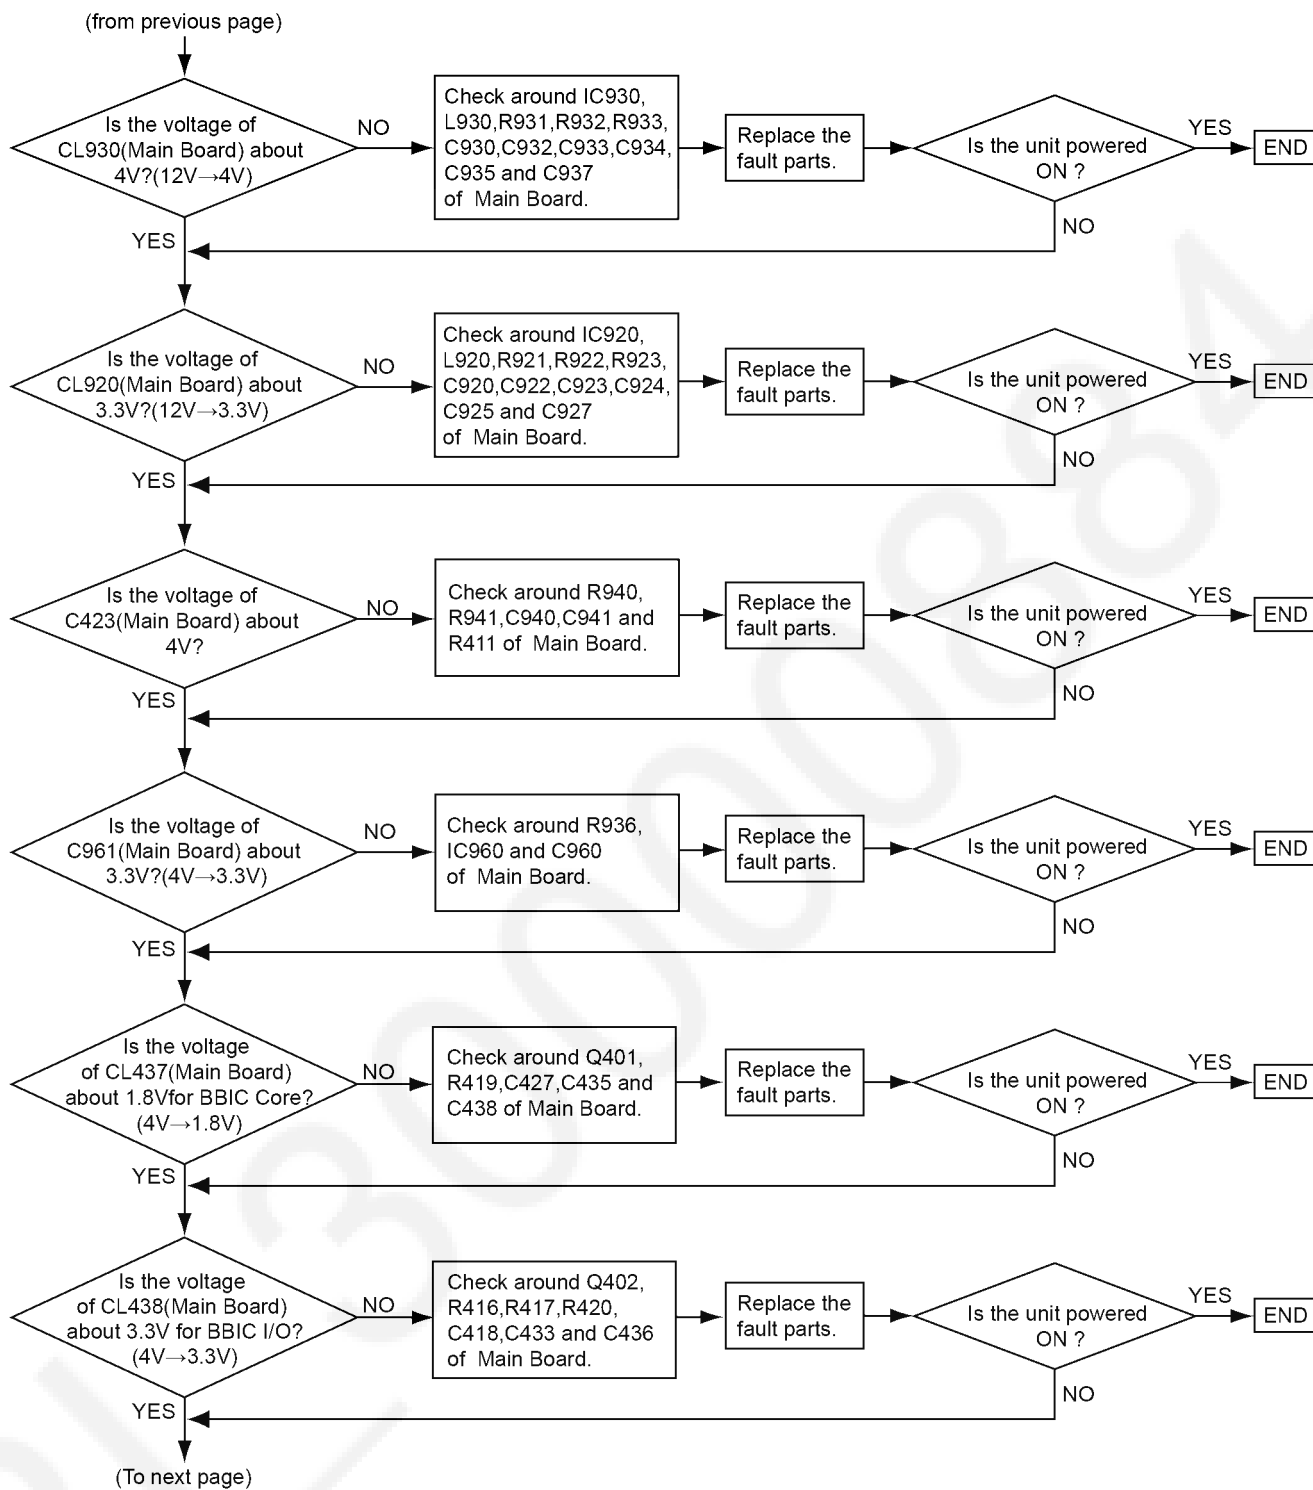 (from previous page)
Is the voltage of
CL930(Main Board) about
4V?(12V→4V)
NO
Check around IC930,
L930,R931,R932,R933,
C930,C932,C933,C934,
C935 and C937
of Main Board.
Replace the
fault parts.
Is the unit powered
ON ?
YES
END
NO
YES
Is the voltage of
CL920(Main Board) about
3.3V?(12V→3.3V)
NO
Check around IC920,
L920,R921,R922,R923,
C920,C922,C923,C924,
C925 and C927
of Main Board.
Replace the
fault parts.
Is the unit powered
ON ?
YES
END
NO
YES
Is the voltage of
C423(Main Board) about
4V?
NO
Check around R940,
R941,C940,C941 and
R411 of Main Board.
Replace the
fault parts.
Is the unit powered
ON ?
YES
END
NO
YES
Is the voltage of
C961(Main Board) about
3.3V?(4V→3.3V)
NO
Check around R936,
IC960 and C960
of Main Board.
Replace the
fault parts.
Is the unit powered
ON ?
YES
END
NO
YES
Is the voltage
of CL437(Main Board)
about 1.8Vfor BBIC Core?
(4V→1.8V)
NO
Check around Q401,
R419,C427,C435 and
C438 of Main Board.
Replace the
fault parts.
Is the unit powered
ON ?
YES
END
NO
YES
Is the voltage
of CL438(Main Board)
about 3.3V for BBIC I/O?
(4V→3.3V)
NO
Check around Q402,
R416,R417,R420,
C418,C433 and C436
of Main Board.
Replace the
fault parts.
Is the unit powered
ON ?
YES
END
NO
YES
(To next page)